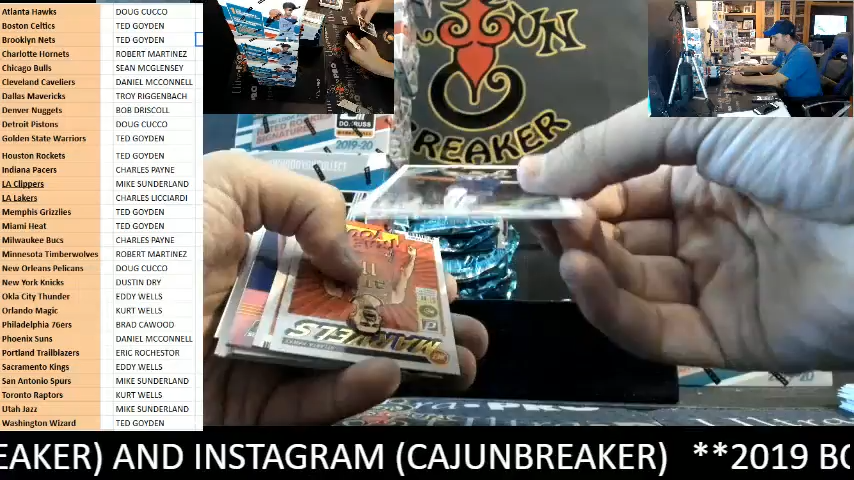 Atlanta Hawks DOUG CUCCO
Boston Celtics TED GOYDEN
Brooklyn Nets TED GOYDEN
Charlotte Hornets ROBERT MARTINEZ
Chicago Bulls SEAN MCGLENSEY
Cleveland Cavaliers DANIEL MCCONNELL
Dallas Mavericks TROY RIGGENBACH
Denver Nuggets BOB DRISCOLL
Detroit Pistons DOUG CUCCO
Golden State Warriors TED GOYDEN
Houston Rockets TED GOYDEN
Indiana Pacers CHARLES PAYNE
LA Clippers MIKE SUNDERLAND
LA Lakers CHARLES LICCIARDI
Memphis Grizzlies TED GOYDEN
Miami Heat TED GOYDEN
Milwaukee Bucs CHARLES PAYNE
Minnesota Timberwolves ROBERT MARTINEZ
New Orleans Pelicans DOUG CUCCO
New York Knicks DUSTIN DRY
Okla City Thunder EDDY WELLS
Orlando Magic KURT WELLS
Philadelphia 76ers BRAD CAWOOD
Phoenix Suns DANIEL MCCONNELL
Portland Trailblazers ERIC ROCHESTOR
Sacramento Kings EDDY WELLS
San Antonio Spurs MIKE SUNDERLAND
Toronto Raptors KURT WELLS
Utah Jazz MIKE SUNDERLAND
Washington Wizard TED GOYDEN
UN
BREAKER
SIGNATURE
2019-20
MARVELS
EAKER) AND INSTAGRAM (CAJUNBREAKER) **2019 BO